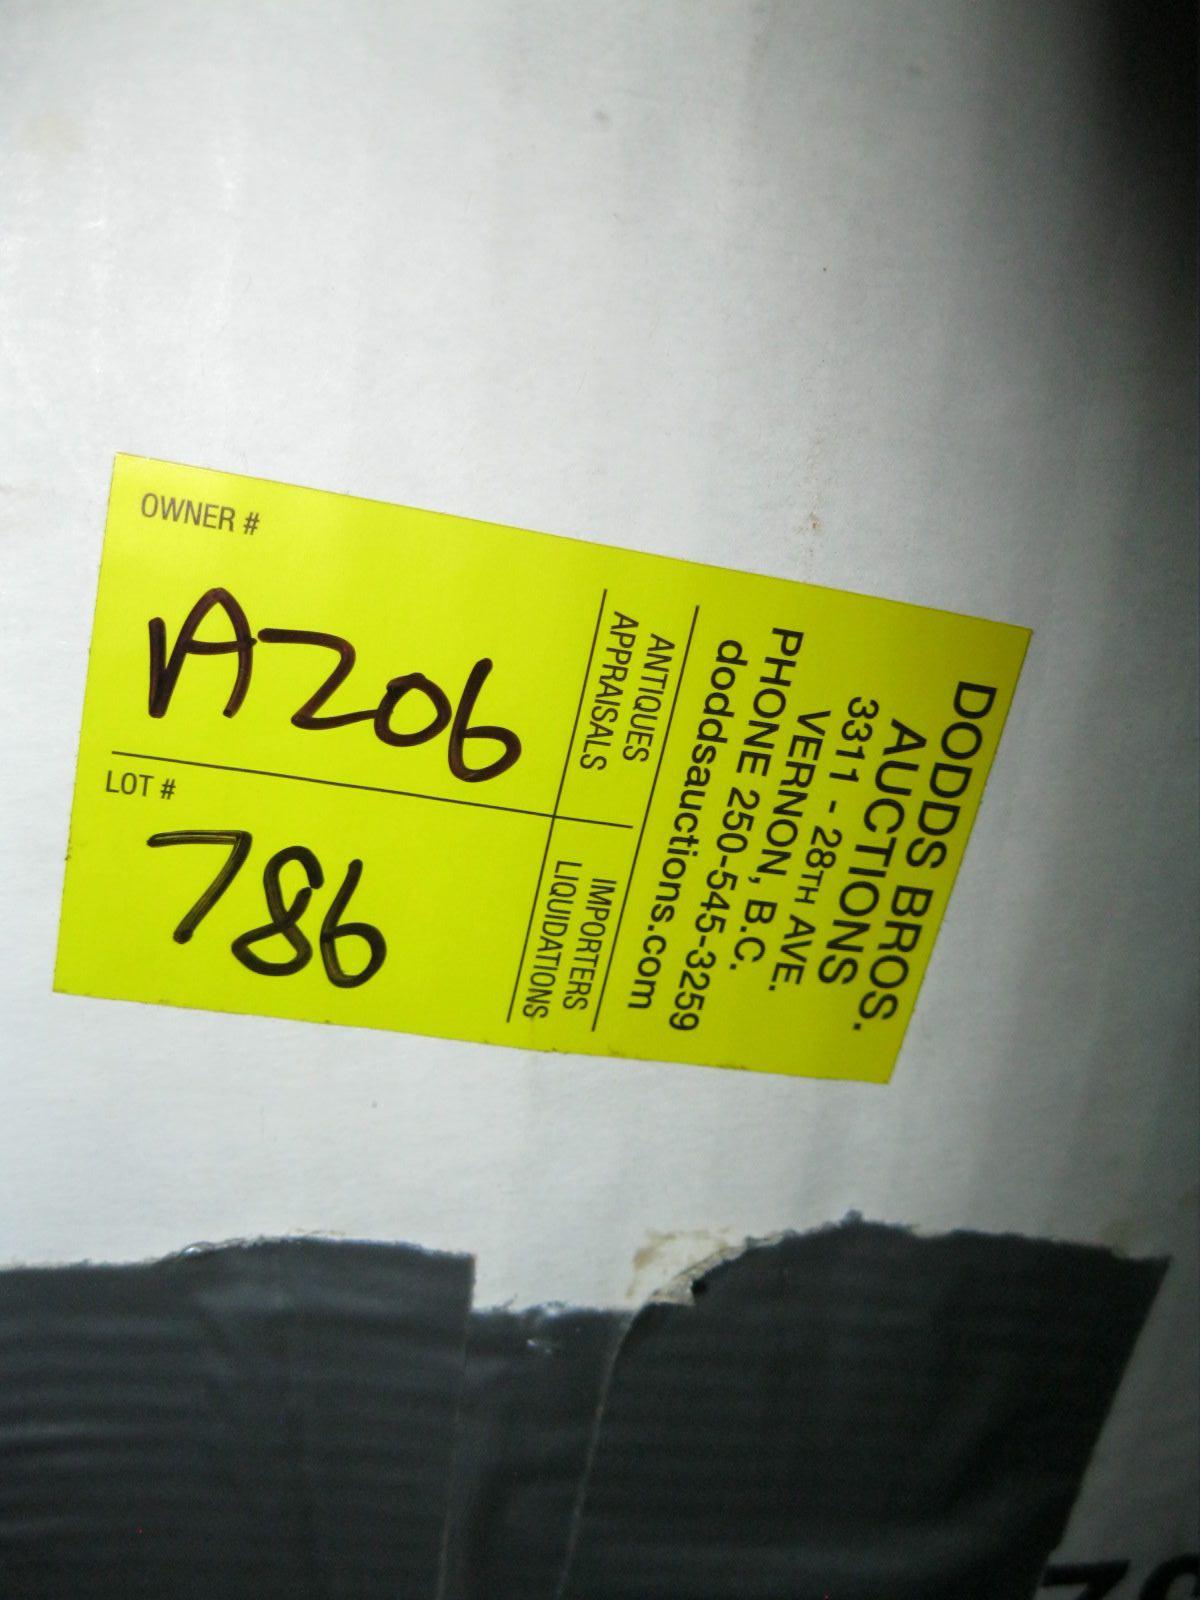 OWNER #
A206
LOT #
786
ANTIQUES
APPRAISALS
IMPORTERS
LIQUIDATIONS
DODDS BROS.
AUCTIONS
3311 - 28TH AVE.
VERNON, B.C.
PHONE 250-545-3259
doddsauctions.com